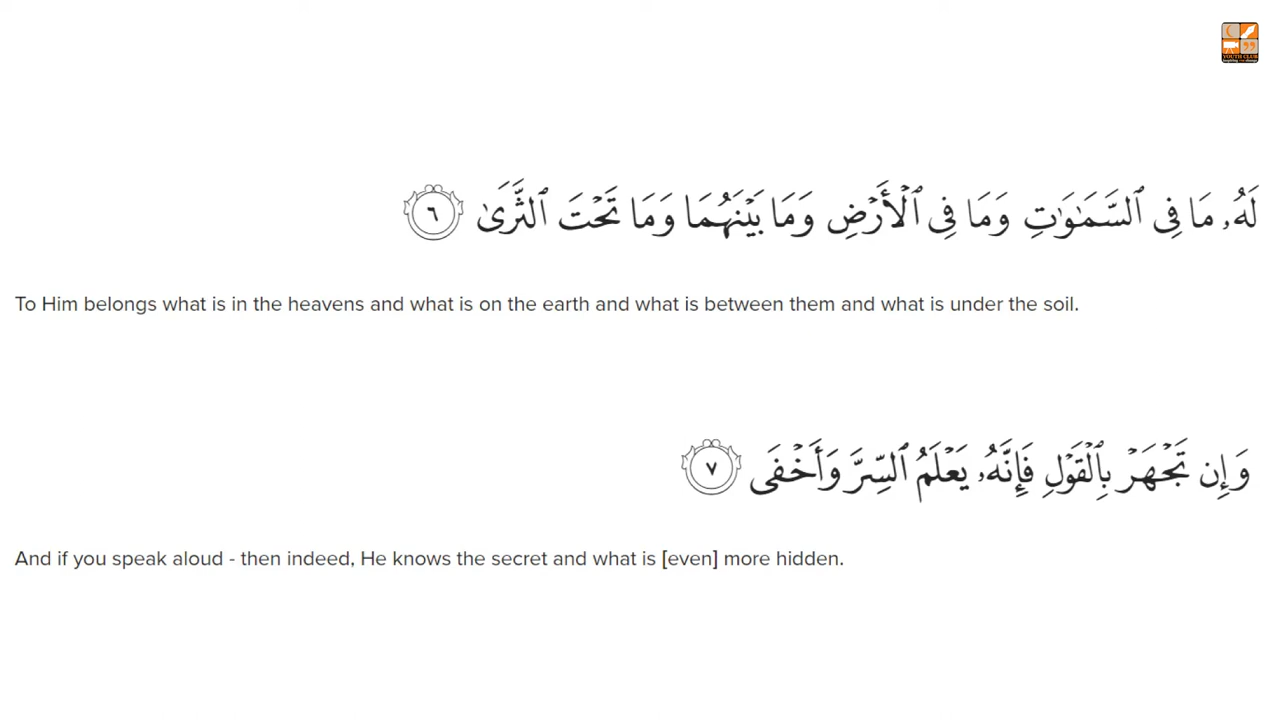 YOUTH CLUB
لَهُۥ مَا فِى ٱلسَّمَـٰوَٰتِ وَمَا فِى ٱلْأَرْضِ وَمَا بَيْنَهُمَا وَمَا تَحْتَ ٱلثَّرَىٰ ٦
To Him belongs what is in the heavens and what is on the earth and what is between them and what is under the soil.
وَإِن تَجْهَرْ بِٱلْقَوْلِ فَإِنَّهُۥ يَعْلَمُ ٱلسِّرَّ وَأَخْفَى ٧
And if you speak aloud - then indeed, He knows the secret and what is [even] more hidden.